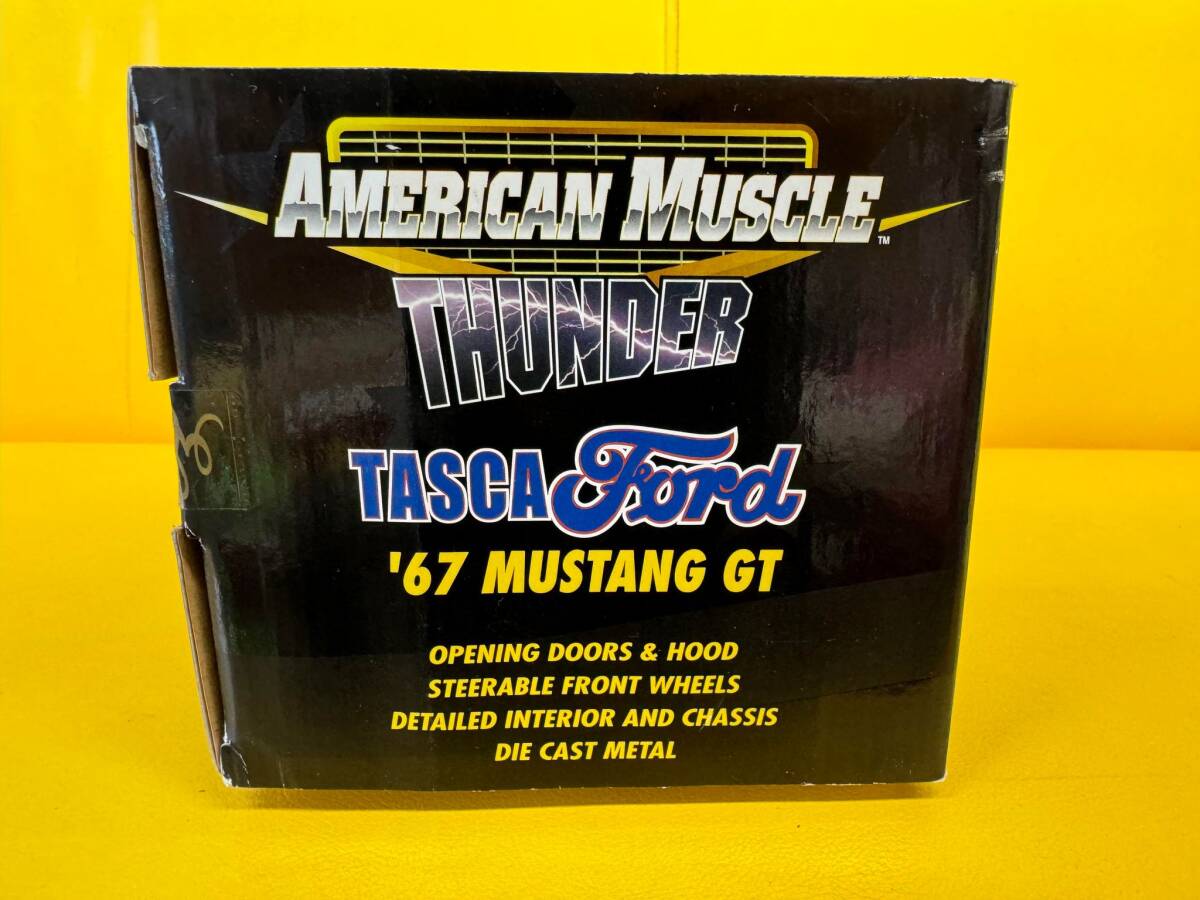 AMERICAN MUSCLE™
THUNDER
TASCA Ford
'67 MUSTANG GT
OPENING DOORS & HOOD
STEERABLE FRONT WHEELS
DETAILED INTERIOR AND CHASSIS
DIE CAST METAL